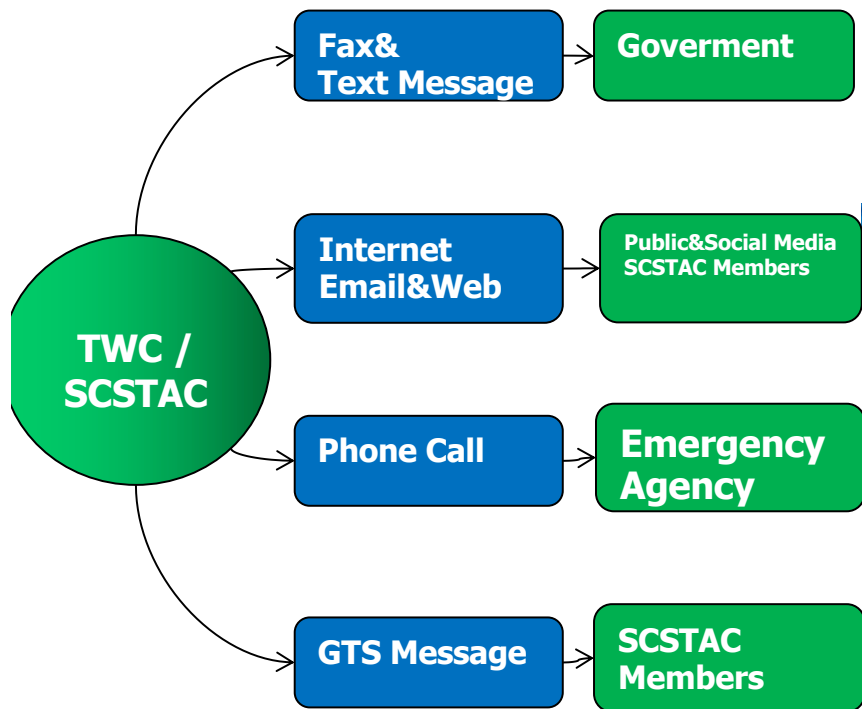 Fax&
Text Message
Goverment
Internet
Email&Web
Public&Social Media
SCSTAC Members
TWC /
SCSTAC
Phone Call
Emergency
Agency
GTS Message
SCSTAC
Members